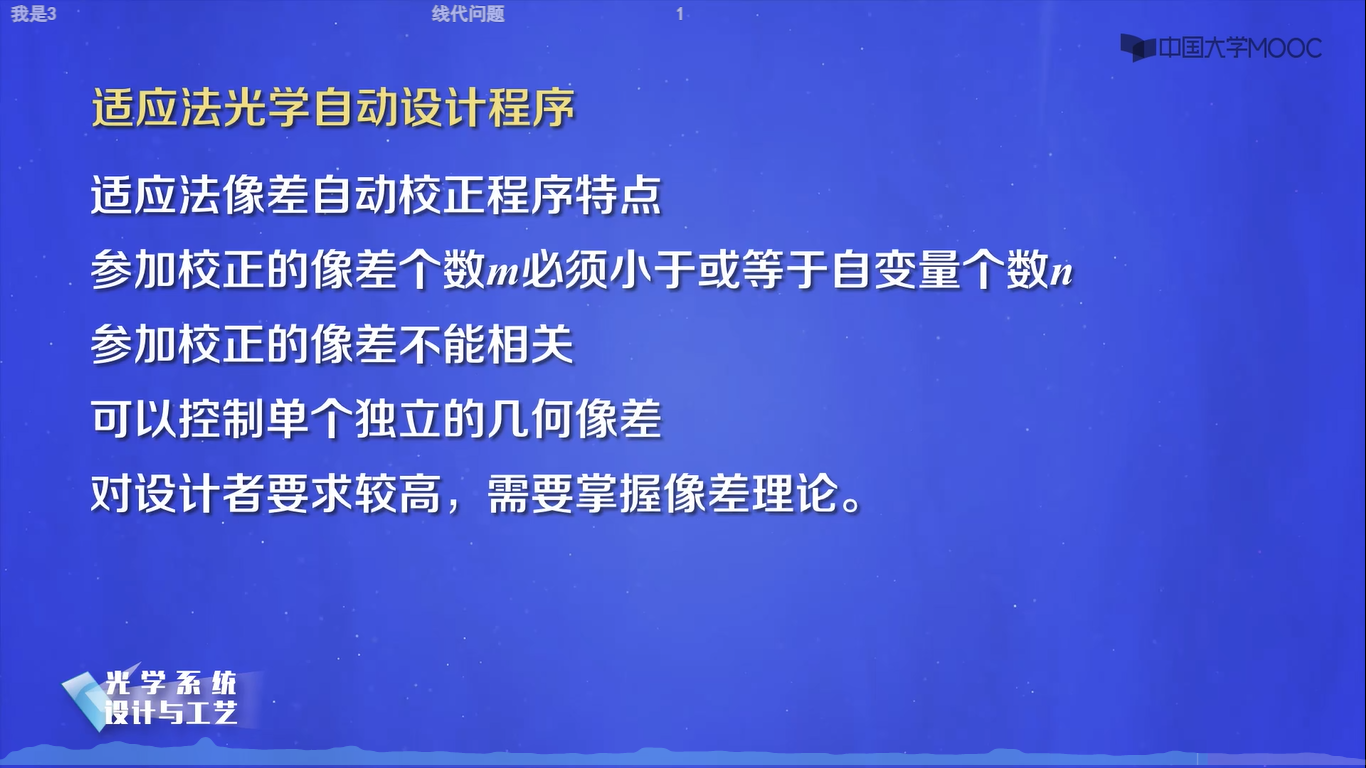 我是3 线代问题 1
中国大学MOOC
适应法光学自动设计程序
适应法像差自动校正程序特点
参加校正的像差个数m必须小于或等于自变量个数n
参加校正的像差不能相关
可以控制单个独立的几何像差
对设计者要求较高，需要掌握像差理论。
光学系统
设计与工艺